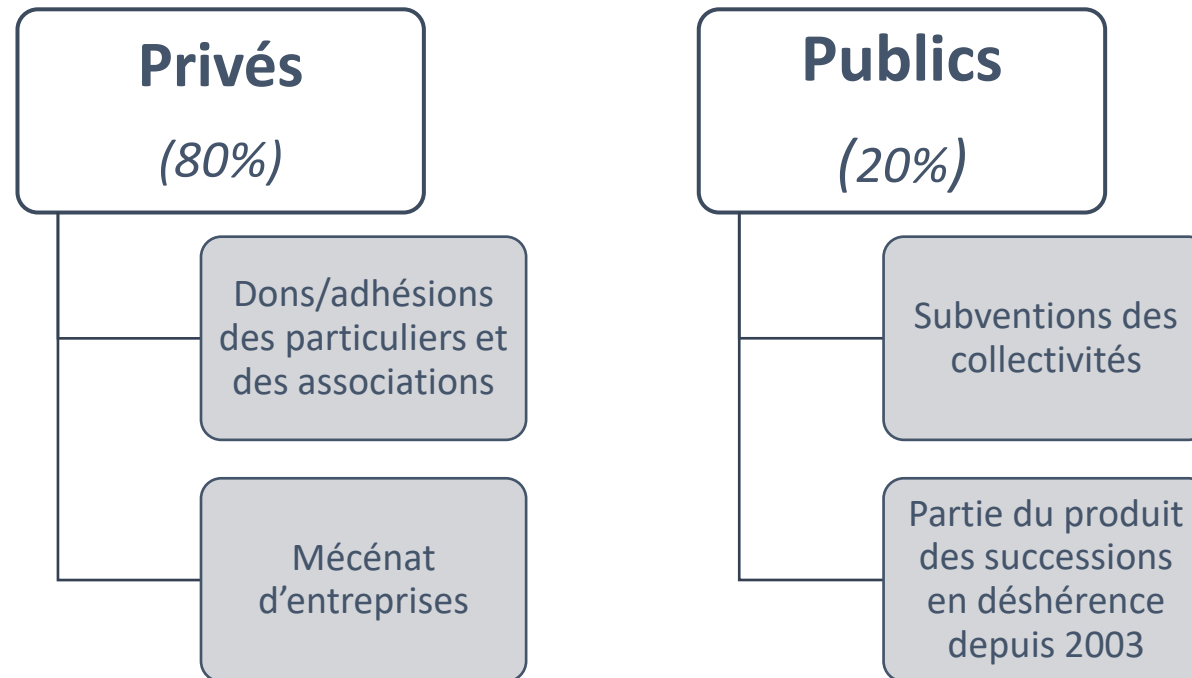 Privés
(80%)
Dons/adhésions
des particuliers et
des associations
Mécénat
d’entreprises
Publics
(20%)
Subventions des
collectivités
Partie du produit
des successions
en déshérence
depuis 2003